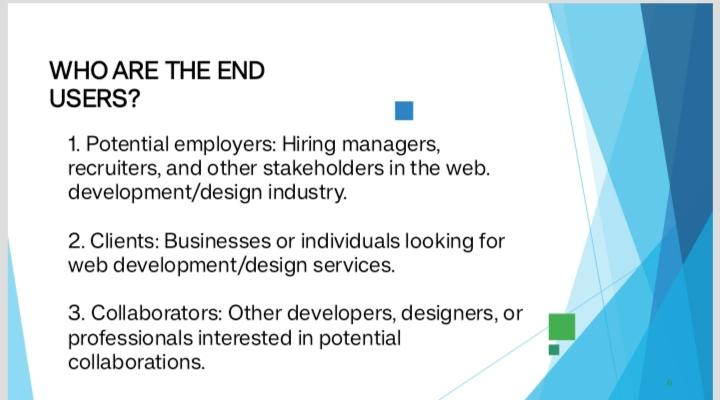 WHO ARE THE END
USERS?
1. Potential employers: Hiring managers,
recruiters, and other stakeholders in the web.
development/design industry.
2. Clients: Businesses or individuals looking for
web development/design services.
3. Collaborators: Other developers, designers, or
professionals interested in potential
collaborations.
6